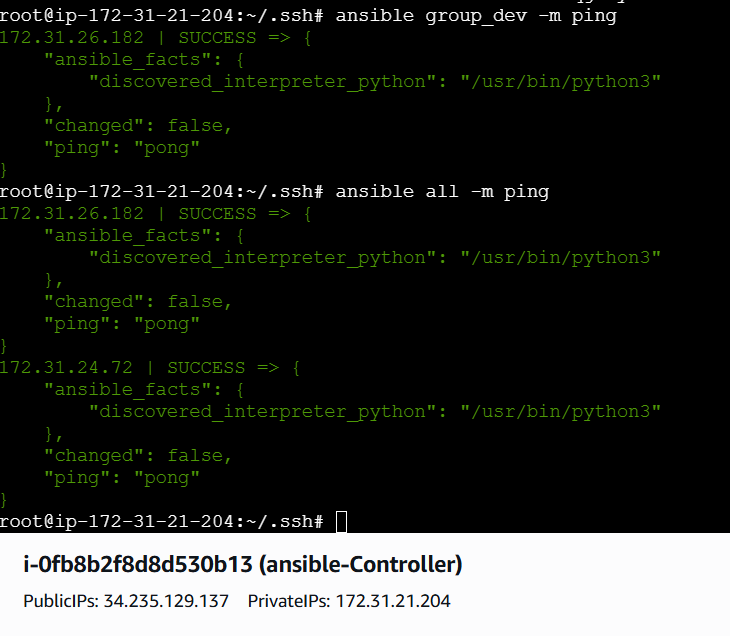 root@ip-172-31-21-204:~/.ssh# ansible group_dev -m ping
172.31.26.182 | SUCCESS => {
    "ansible_facts": {
        "discovered_interpreter_python": "/usr/bin/python3"
    },
    "changed": false,
    "ping": "pong"
}
root@ip-172-31-21-204:~/.ssh# ansible all -m ping
172.31.26.182 | SUCCESS => {
    "ansible_facts": {
        "discovered_interpreter_python": "/usr/bin/python3"
    },
    "changed": false,
    "ping": "pong"
}
172.31.24.72 | SUCCESS => {
    "ansible_facts": {
        "discovered_interpreter_python": "/usr/bin/python3"
    },
    "changed": false,
    "ping": "pong"
}
root@ip-172-31-21-204:~/.ssh#
i-0fb8b2f8d8d530b13 (ansible-Controller)
PublicIPs: 34.235.129.137 PrivateIPs: 172.31.21.204